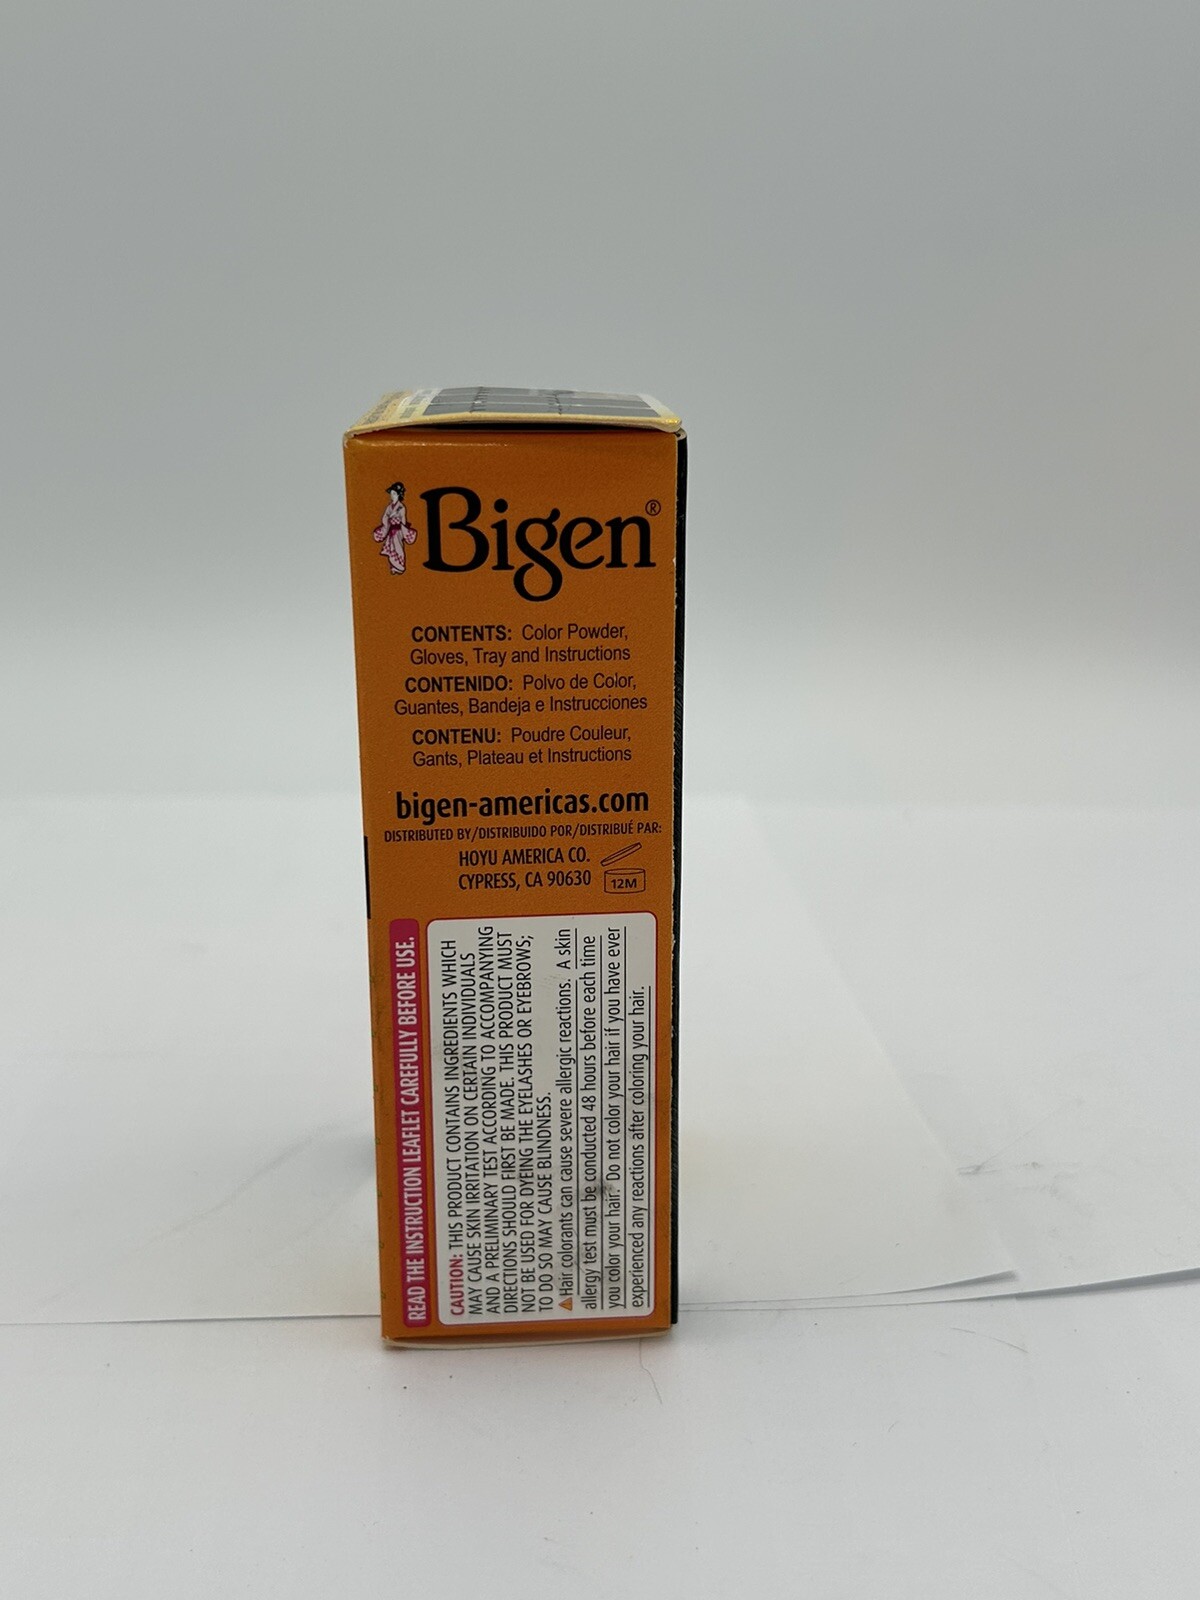 Bigen®
CONTENTS: Color Powder,
Gloves, Tray and Instructions
CONTENIDO: Polvo de Color,
Guantes, Bandeja e Instrucciones
CONTENU: Poudre Couleur,
Gants, Plateau et Instructions
bigen-americas.com
DISTRIBUTED BY/DISTRIBUIDO POR/DISTRIBUÉ PAR:
HOYU AMERICA CO.
CYPRESS, CA 90630
12M
READ THE INSTRUCTION LEAFLET CAREFULLY BEFORE USE.
CAUTION: THIS PRODUCT CONTAINS INGREDIENTS WHICH
MAY CAUSE SKIN IRRITATION ON CERTAIN INDIVIDUALS
AND A PRELIMINARY TEST ACCORDING TO ACCOMPANYING
DIRECTIONS SHOULD FIRST BE MADE. THIS PRODUCT MUST
NOT BE USED FOR DYEING THE EYELASHES OR EYEBROWS;
TO DO SO MAY CAUSE BLINDNESS.
Hair colorants can cause severe allergic reactions. A skin
allergy test must be conducted 48 hours before each time
you color your hair. Do not color your hair if you have ever
experienced any reactions after coloring your hair.